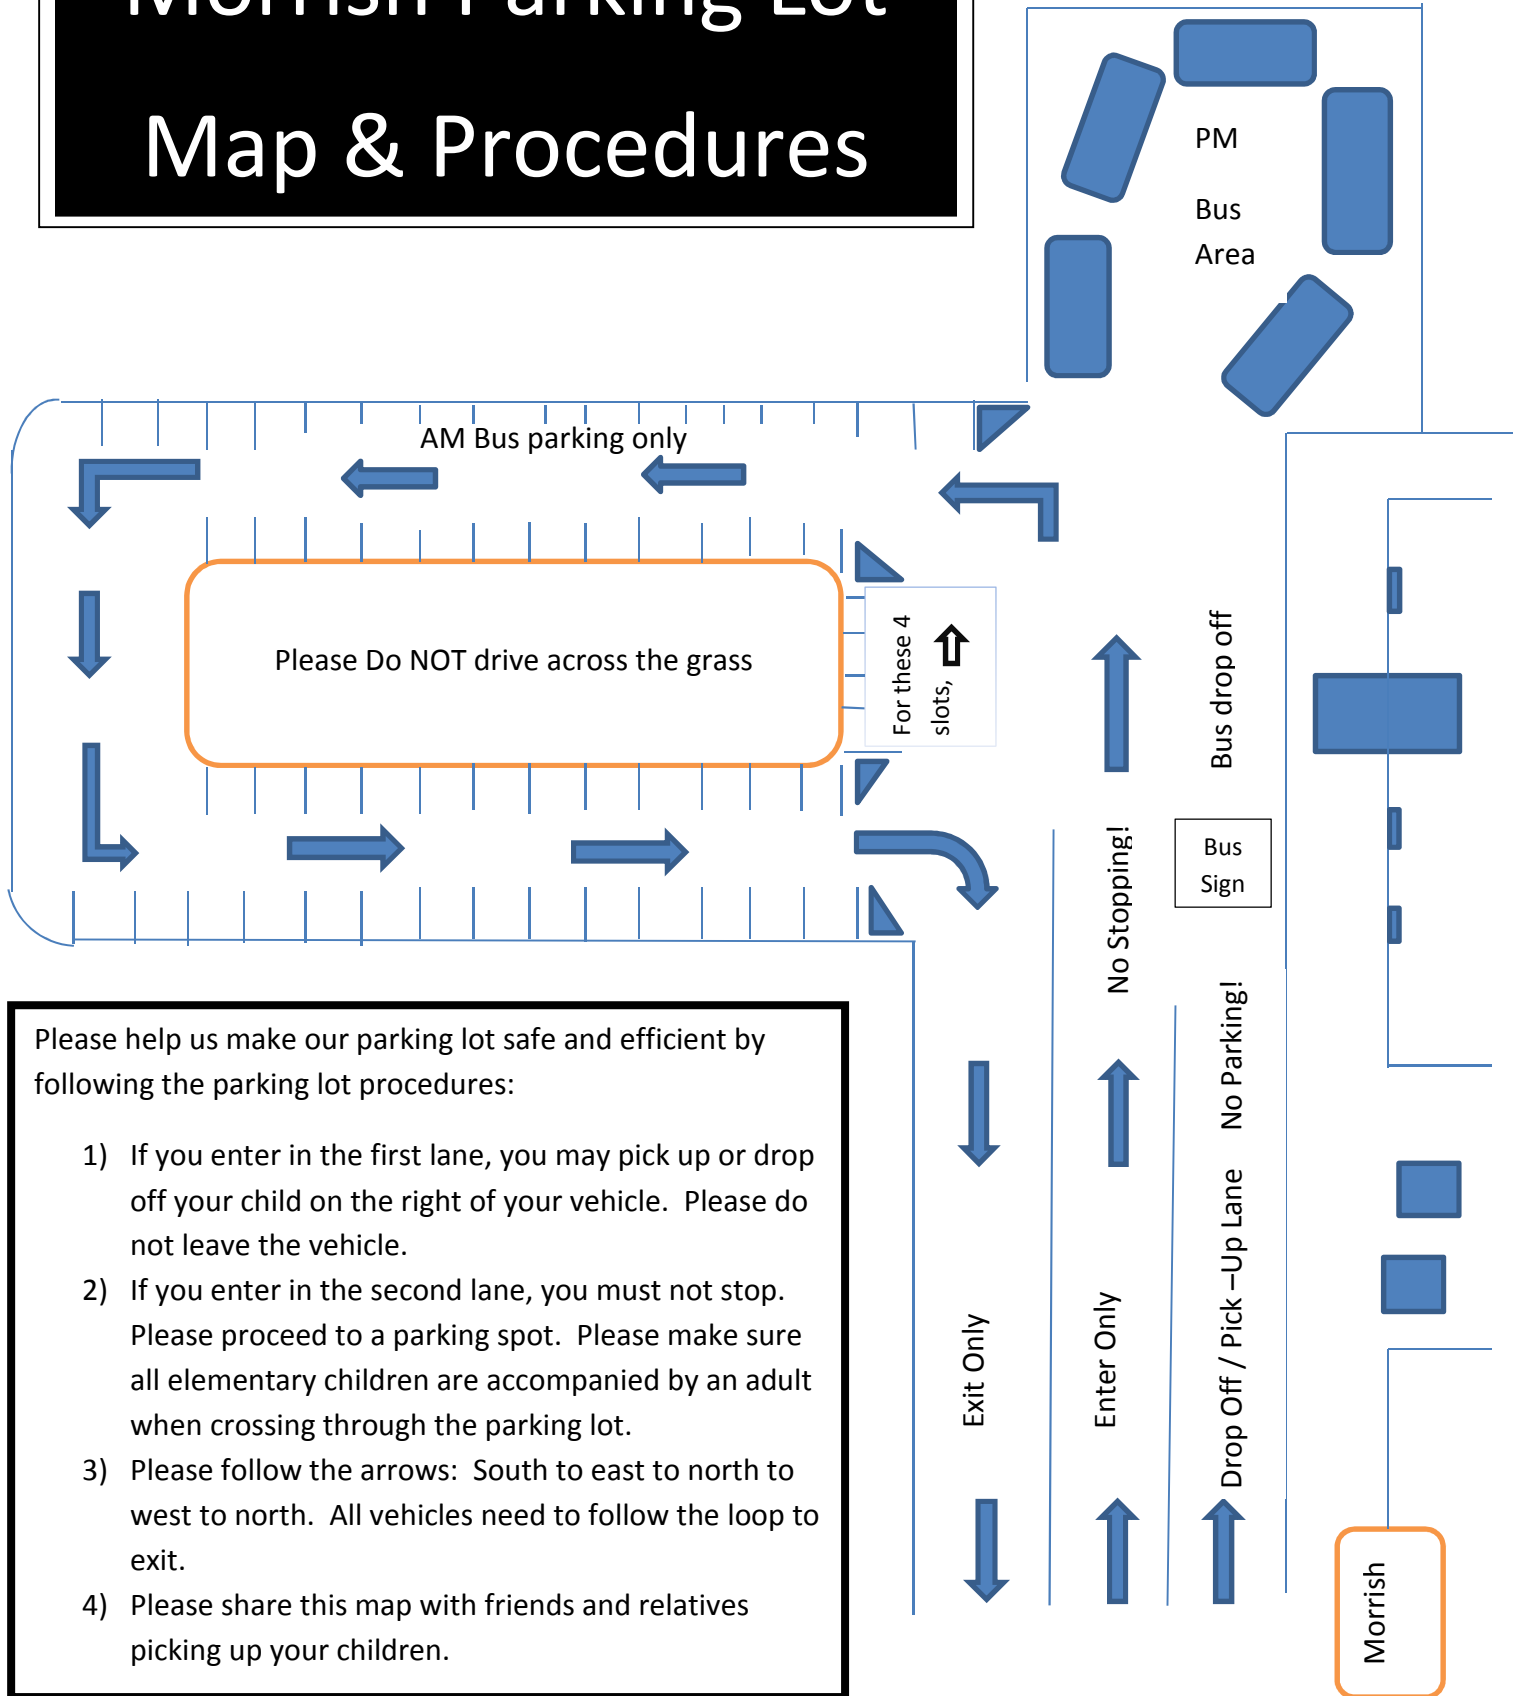 Morrish Parking Lot
Map & Procedures
PM
Bus
Area
AM Bus parking only
Please Do NOT drive across the grass
For these 4
slots,
Bus drop off
No Stopping!
Bus
Sign
No Parking!
Drop Off / Pick –Up Lane
Enter Only
Exit Only
Morrish
Please help us make our parking lot safe and efficient by
following the parking lot procedures:
1) If you enter in the first lane, you may pick up or drop
off your child on the right of your vehicle. Please do
not leave the vehicle.
2) If you enter in the second lane, you must not stop.
Please proceed to a parking spot. Please make sure
all elementary children are accompanied by an adult
when crossing through the parking lot.
3) Please follow the arrows: South to east to north to
west to north. All vehicles need to follow the loop to
exit.
4) Please share this map with friends and relatives
picking up your children.